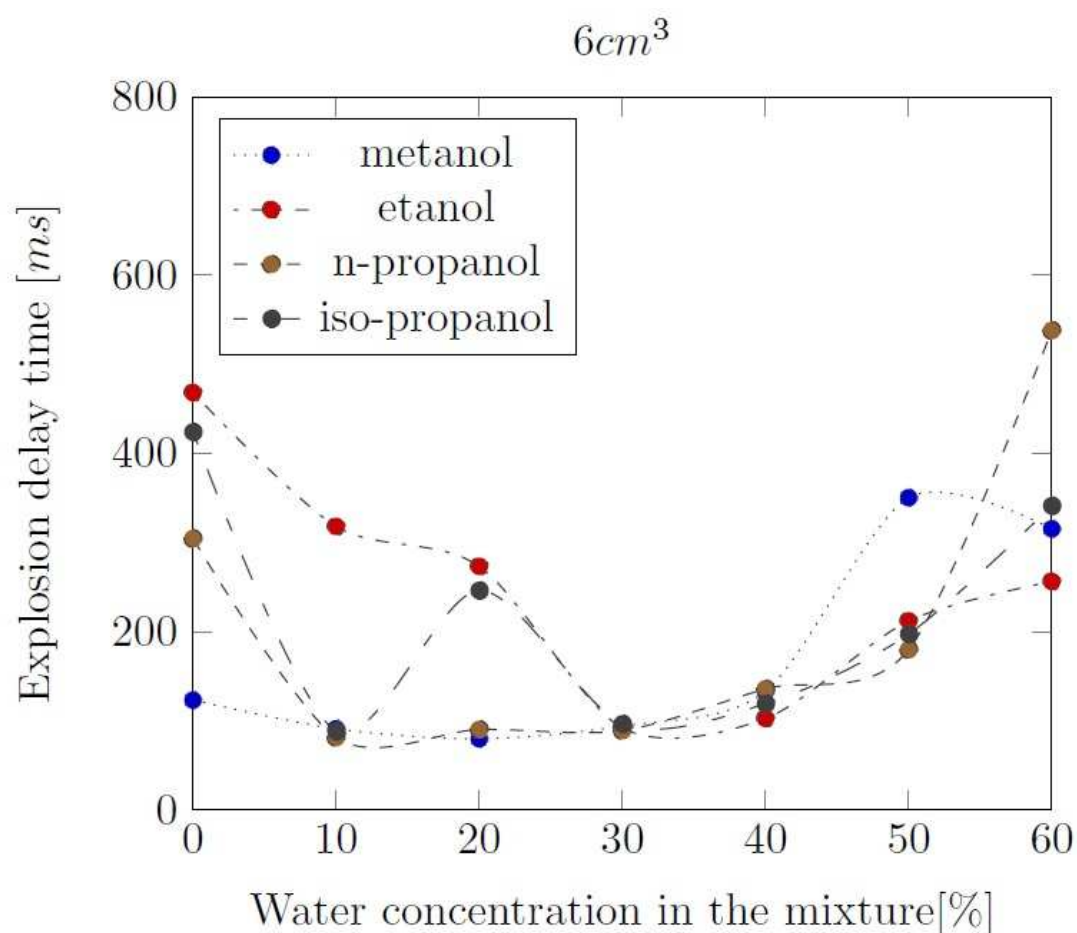 6cm³
800
600
400
200
0
Explosion delay time [ms]
metanol
etanol
n-propanol
iso-propanol
0 10 20 30 40 50 60
Water concentration in the mixture[%]